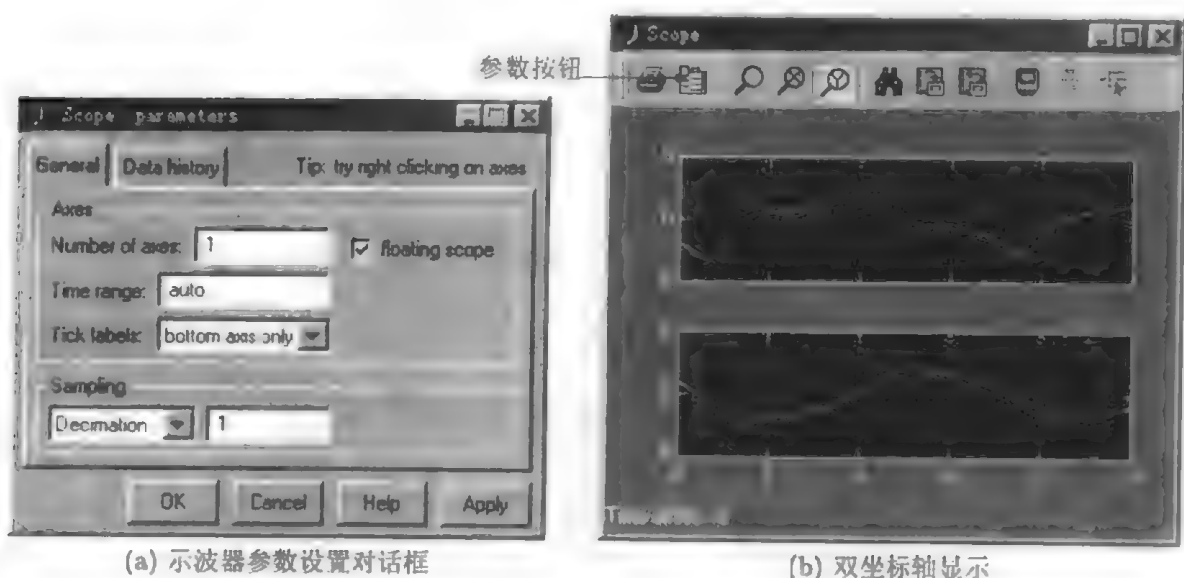 Scope
参数按钮
Scope parameters
General
Data history
Tip: try right clicking on axes
Axes
Number of axes: 1
floating scope
Time range: auto
Tick labels: bottom axis only
Sampling
Decimation
1
OK
Cancel
Help
Apply
(a) 示波器参数设置对话框
(b) 双坐标轴显示